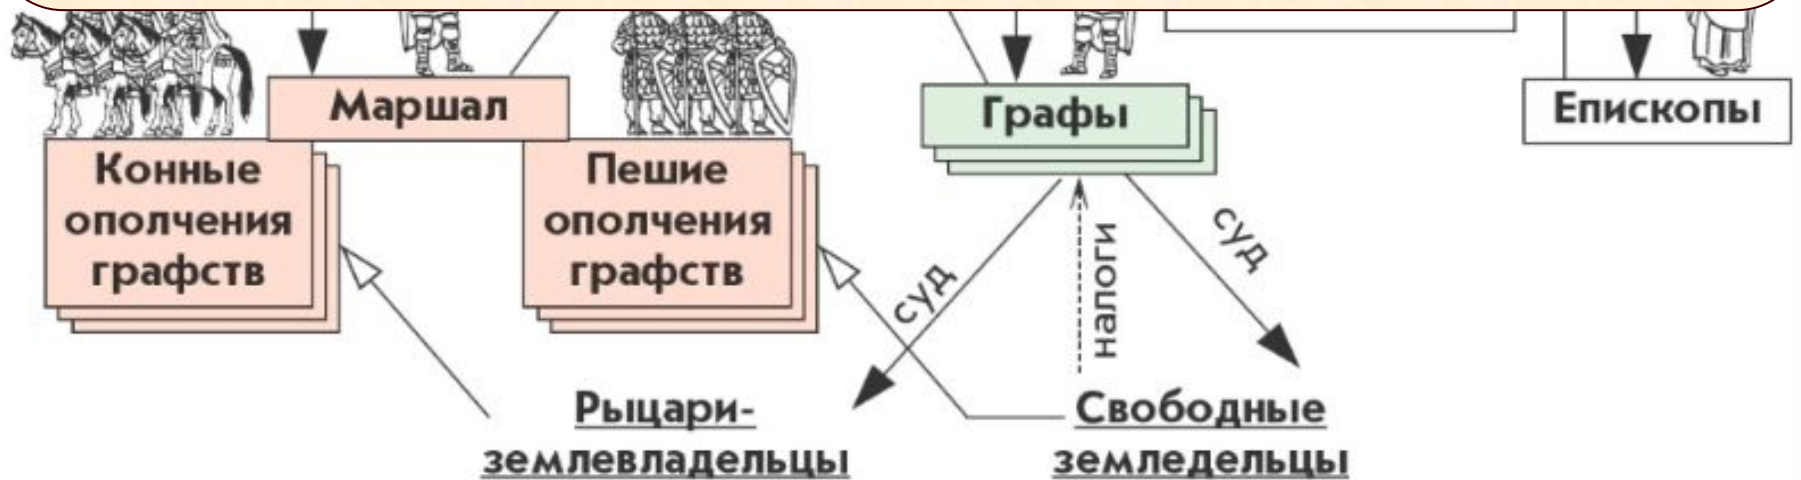 Маршал
Графы
Епископы
Конные
ополчения
графств
Пешие
ополчения
графств
суд
налоги
суд
Рыцари-
землевладельцы
Свободные
земледельцы